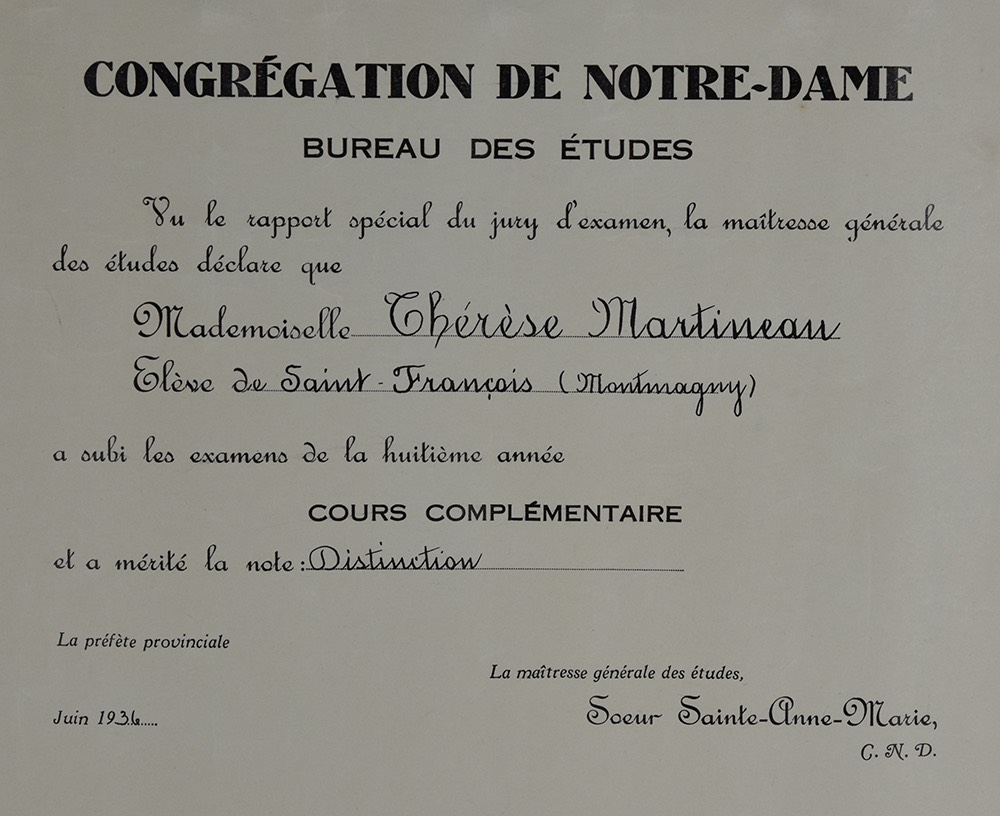 CONGRÉGATION DE NOTRE-DAME
BUREAU DES ÉTUDES
Vu le rapport spécial du jury d'examen, la maîtresse générale
des études déclare que
Mademoiselle Thérèse Martineau
Elève de Saint-François (Montmagny)
a subi les examens de la huitième année
COURS COMPLÉMENTAIRE
et a mérité la note: Distinction
La préfète provinciale
La maîtresse générale des études,
Juin 1936.....
Soeur Sainte-Anne-Marie,
C. N. D.